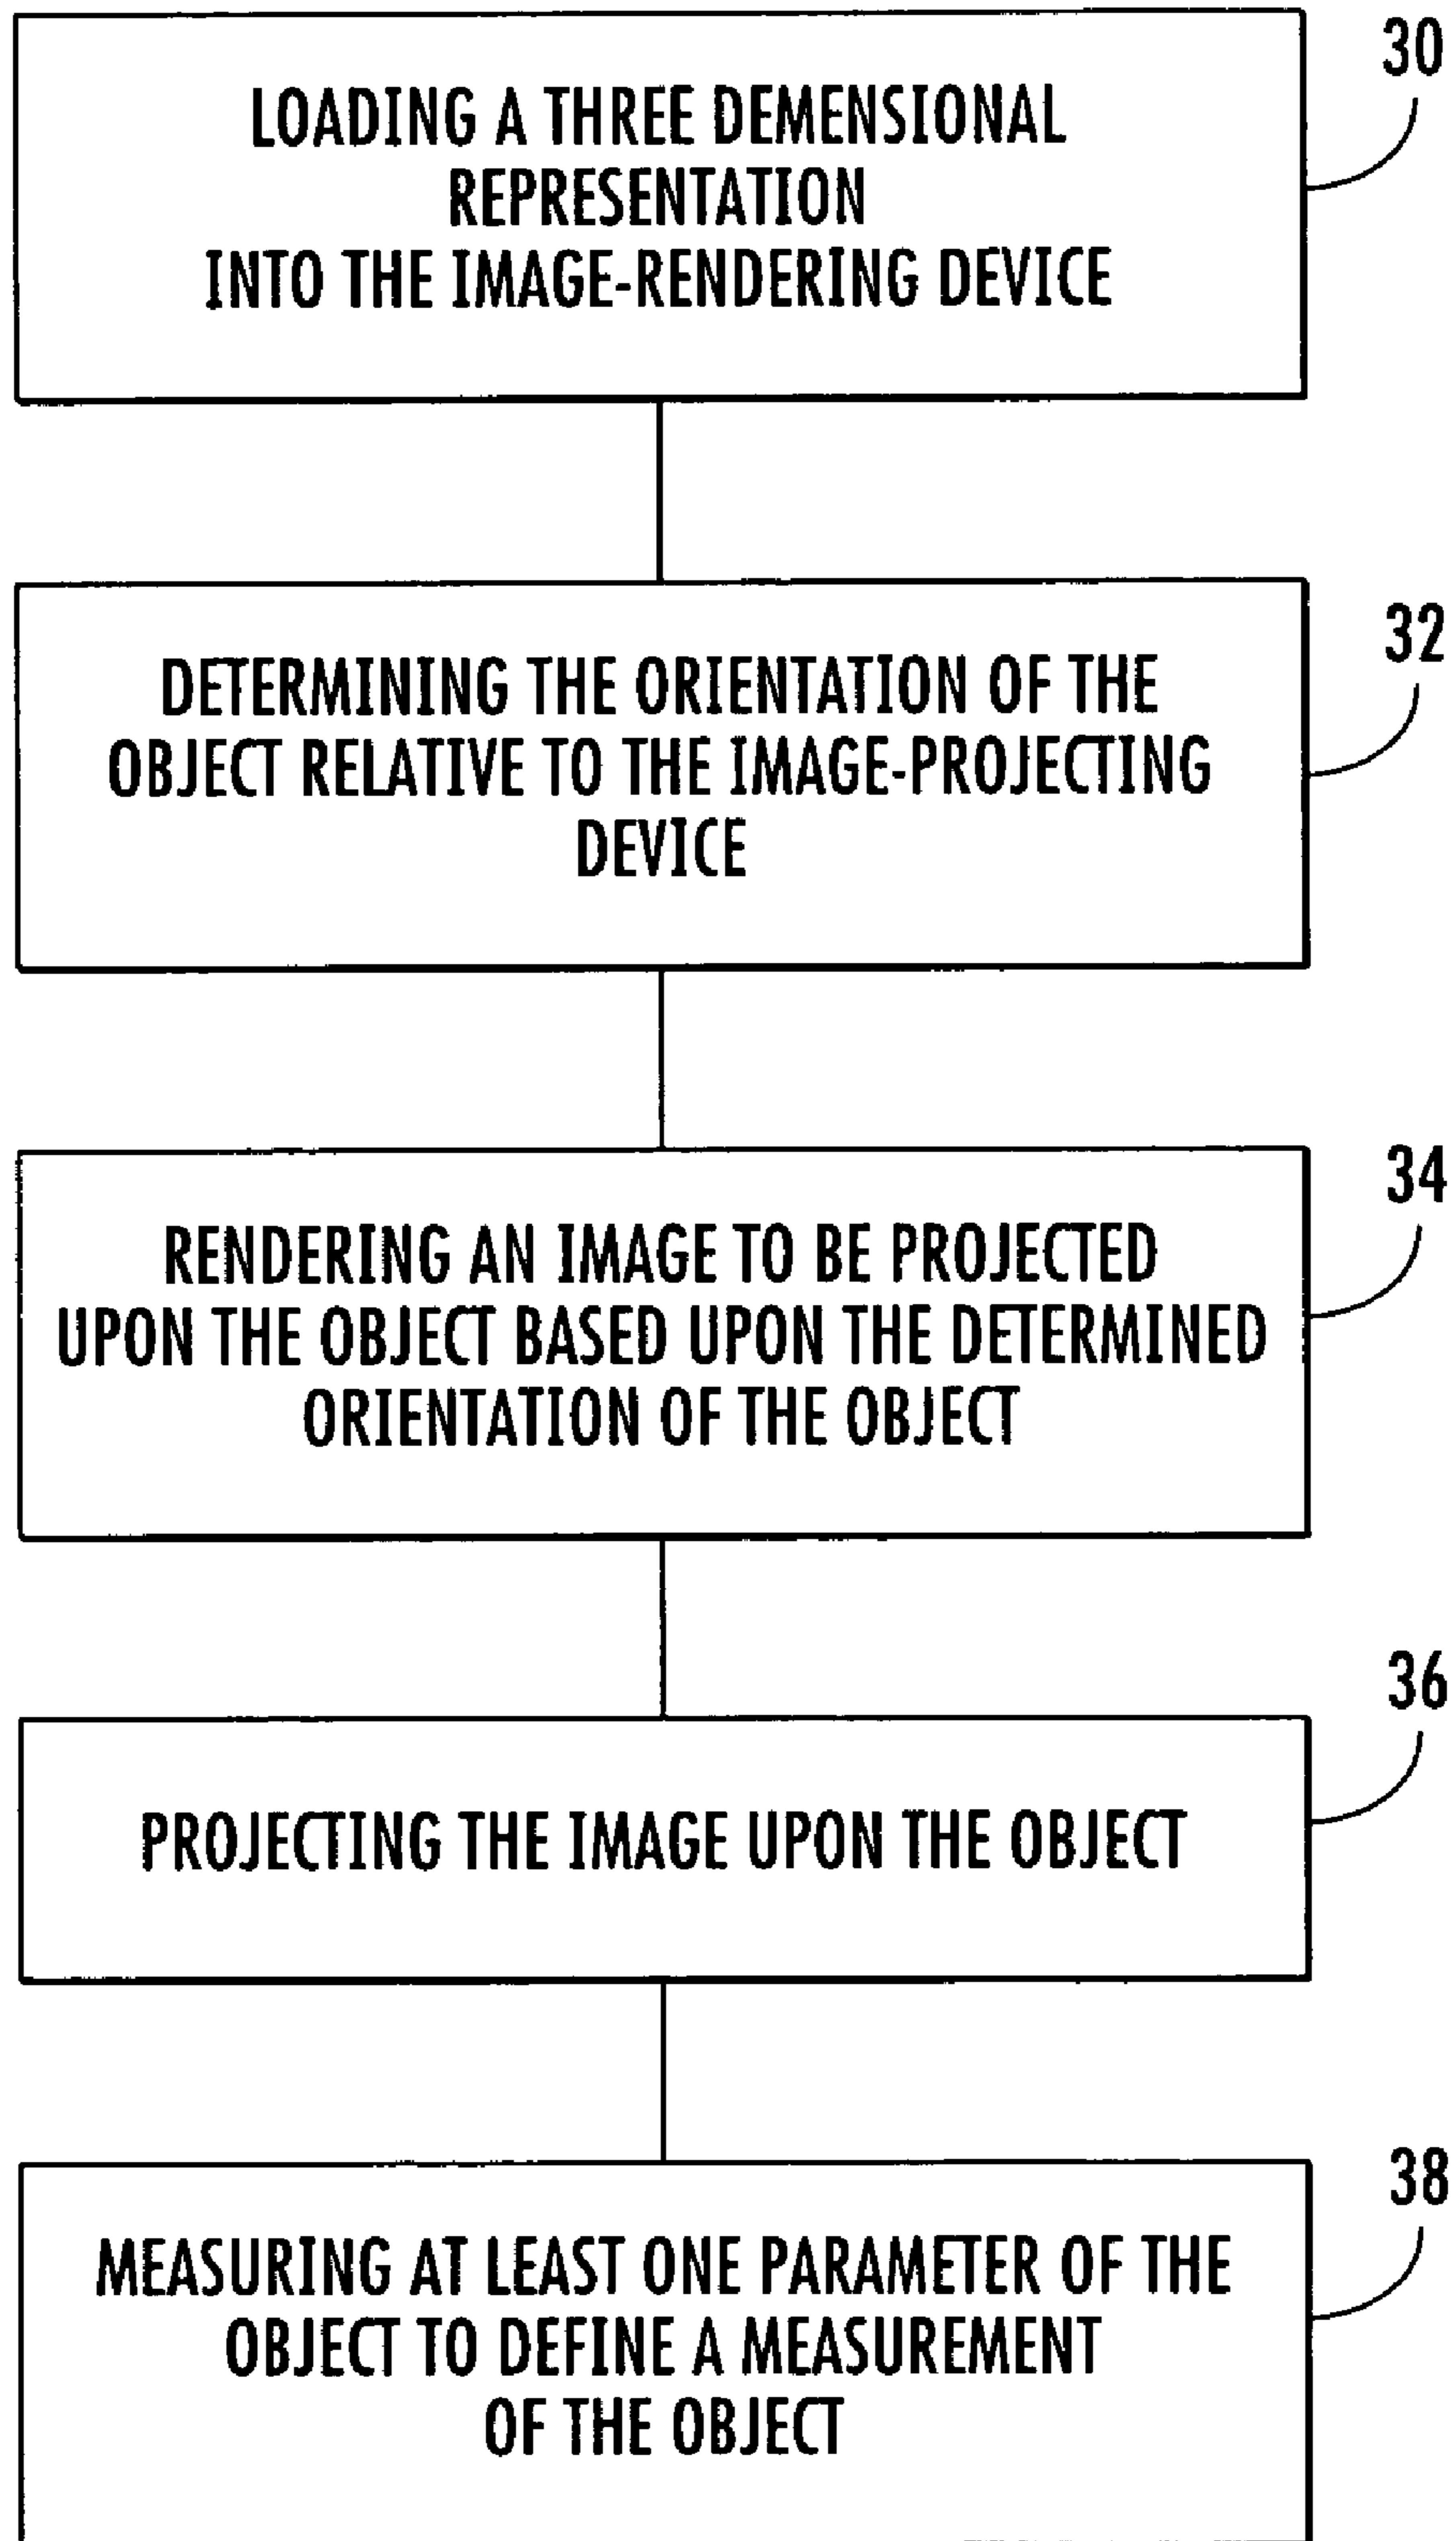 30
LOADING A THREE DEMENSIONAL
REPRESENTATION
INTO THE IMAGE-RENDERING DEVICE
32
DETERMINING THE ORIENTATION OF THE
OBJECT RELATIVE TO THE IMAGE-PROJECTING
DEVICE
34
RENDERING AN IMAGE TO BE PROJECTED
UPON THE OBJECT BASED UPON THE DETERMINED
ORIENTATION OF THE OBJECT
36
PROJECTING THE IMAGE UPON THE OBJECT
38
MEASURING AT LEAST ONE PARAMETER OF THE
OBJECT TO DEFINE A MEASUREMENT
OF THE OBJECT